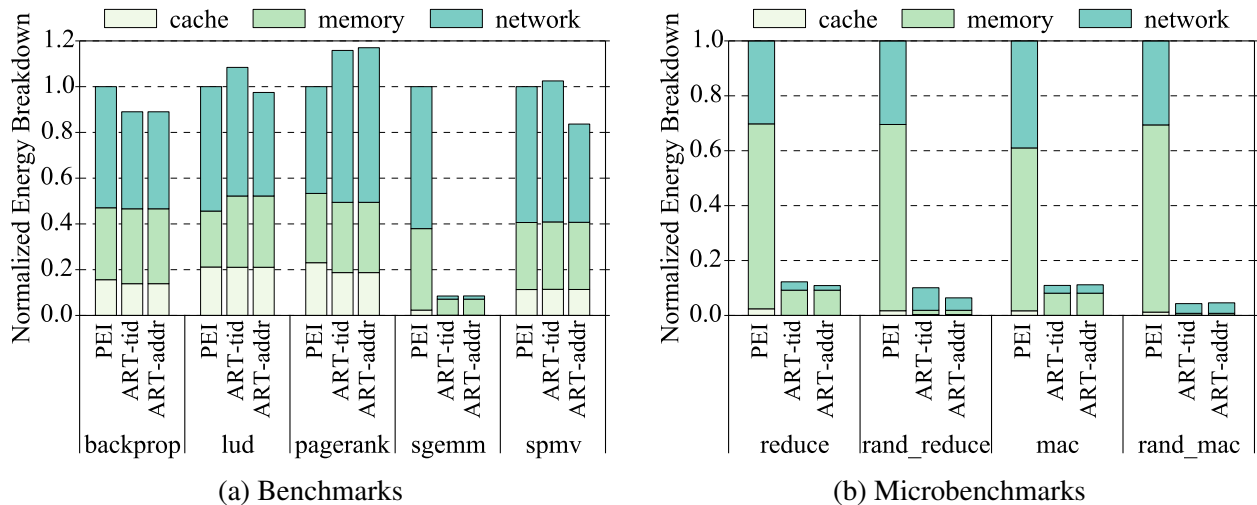 cache memory network
Normalized Energy Breakdown
1.2
1.0
0.8
0.6
0.4
0.2
0.0
PEI ART-tid ART-addr PEI ART-tid ART-addr PEI ART-tid ART-addr PEI ART-tid ART-addr PEI ART-tid ART-addr
backprop lud pagerank sgemm spmv
(a) Benchmarks
cache memory network
Normalized Energy Breakdown
1.0
0.8
0.6
0.4
0.2
0.0
PEI ART-tid ART-addr PEI ART-tid ART-addr PEI ART-tid ART-addr PEI ART-tid ART-addr
reduce rand_reduce mac rand_mac
(b) Microbenchmarks